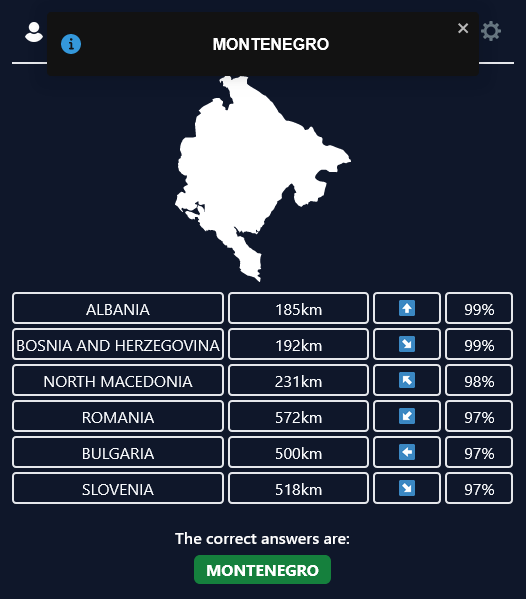 MONTENEGRO
ALBANIA 185km ⬆️ 99%
BOSNIA AND HERZEGOVINA 192km ↘️ 99%
NORTH MACEDONIA 231km ↖️ 98%
ROMANIA 572km ↙️ 97%
BULGARIA 500km ⬅️ 97%
SLOVENIA 518km ↘️ 97%
The correct answers are:
MONTENEGRO